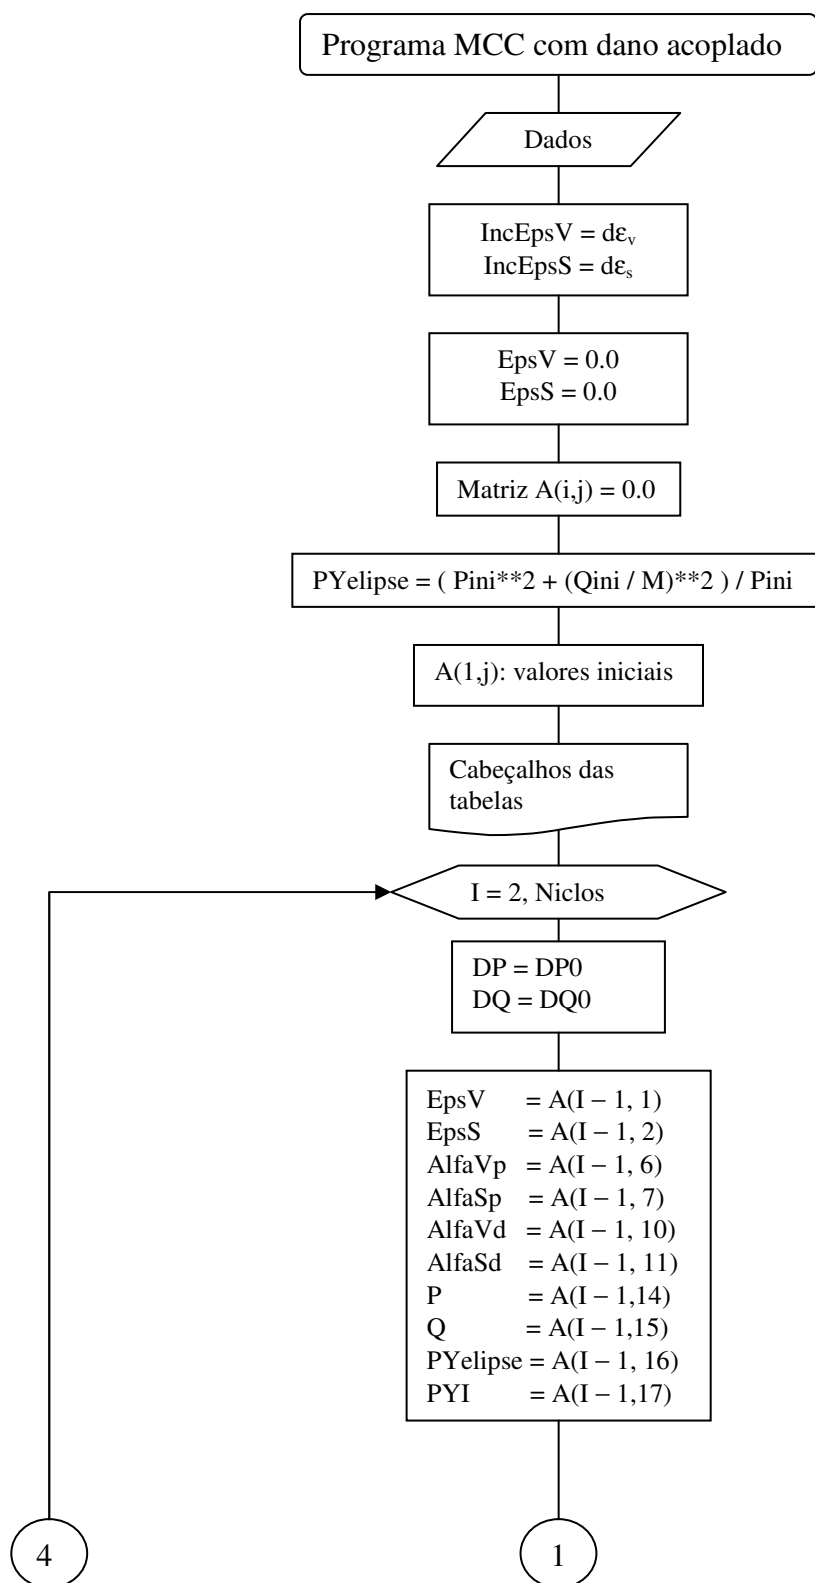 Programa MCC com dano acoplado
Dados
IncEpsV = dεᵥ
IncEpsS = dεₛ
EpsV = 0.0
EpsS = 0.0
Matriz A(i,j) = 0.0
PYelipse = ( Pini**2 + (Qini / M)**2 ) / Pini
A(1,j): valores iniciais
Cabeçalhos das
tabelas
I = 2, Niclos
DP = DP0
DQ = DQ0
EpsV = A(I − 1, 1)
EpsS = A(I − 1, 2)
AlfaVp = A(I − 1, 6)
AlfaSp = A(I − 1, 7)
AlfaVd = A(I − 1, 10)
AlfaSd = A(I − 1, 11)
P = A(I − 1,14)
Q = A(I − 1,15)
PYelipse = A(I − 1, 16)
PYI = A(I − 1,17)
4
1